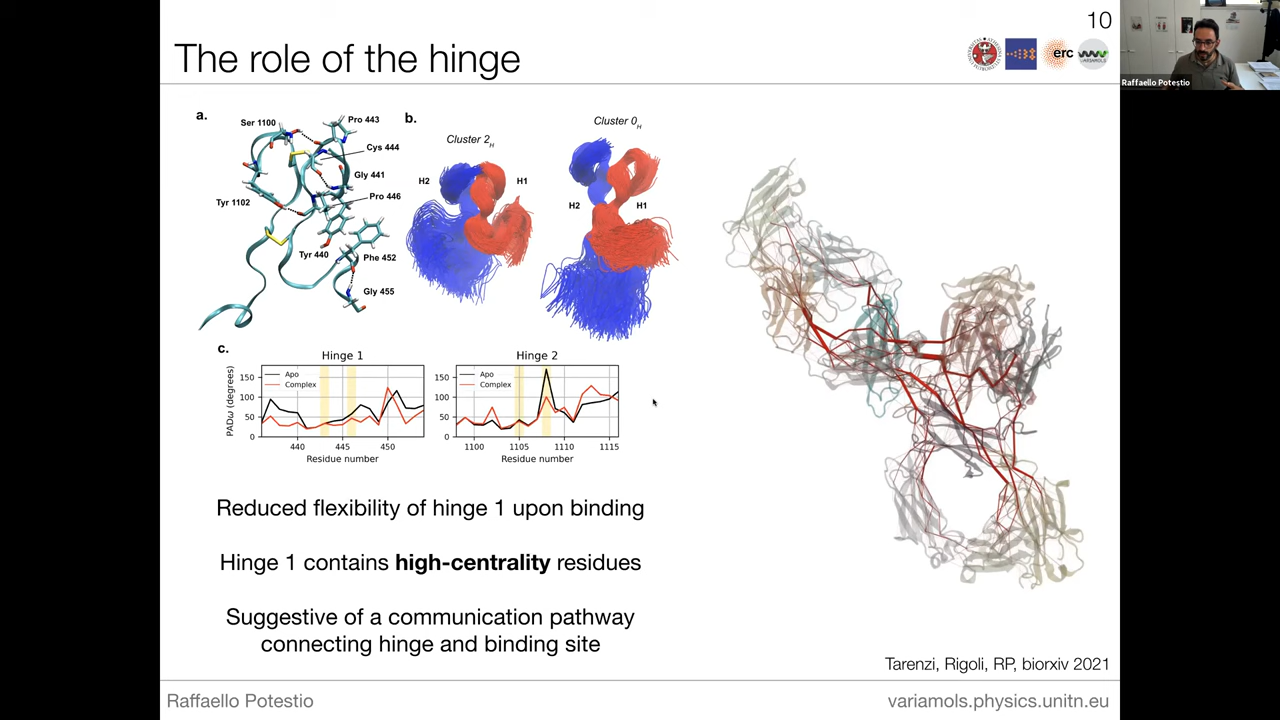 10
The role of the hinge
erc
VARIAMOLS
Raffaello Potestio
a.
Ser 1100
Pro 443
Cys 444
Gly 441
Pro 446
Tyr 1102
Tyr 440
Phe 452
Gly 455
b.
Cluster 2H
Cluster 0H
H2
H1
H2
H1
c.
Hinge 1
Hinge 2
PADω (degrees)
150
100
50
0
Apo
Complex
440
445
450
Residue number
150
100
50
0
Apo
Complex
1100
1105
1110
1115
Residue number
Reduced flexibility of hinge 1 upon binding
Hinge 1 contains high-centrality residues
Suggestive of a communication pathway
connecting hinge and binding site
Tarenzi, Rigoli, RP, biorxiv 2021
Raffaello Potestio
variamols.physics.unitn.eu